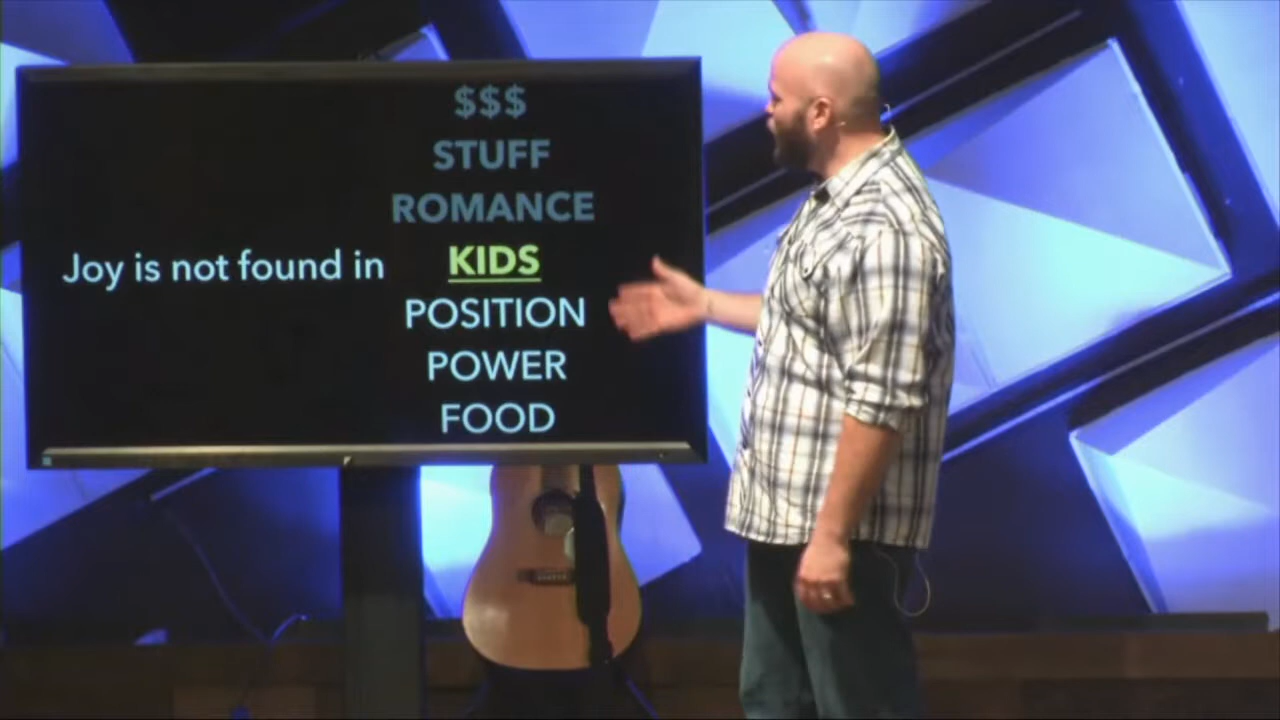 $$$
STUFF
ROMANCE
Joy is not found in KIDS
POSITION
POWER
FOOD